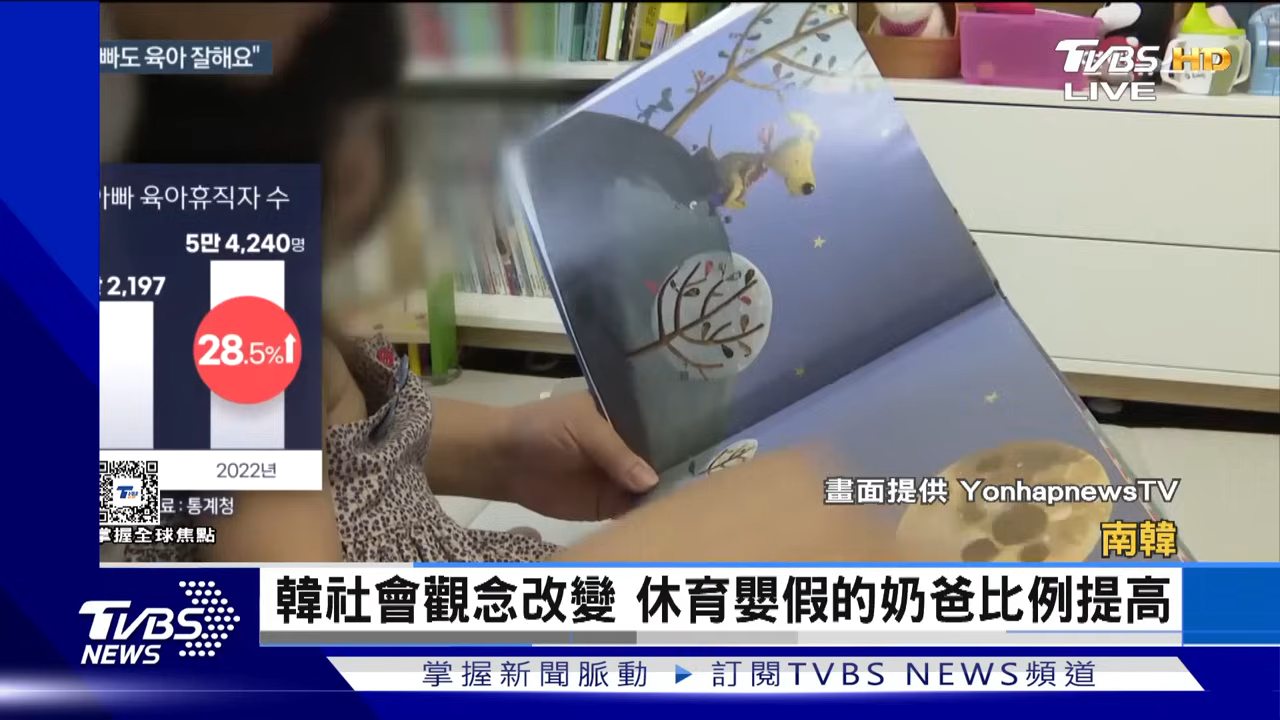 빠도 육아 잘해요"
TVBS HD
LIVE
아빠 육아휴직자 수
5만 4,240명
2,197
28.5%
2022년
료 : 통계청
掌握全球焦點
畫面提供 YonhapnewsTV
南韓
韓社會觀念改變 休育嬰假的奶爸比例提高
TVBS NEWS
掌握新聞脈動 ▶ 訂閱TVBS NEWS頻道